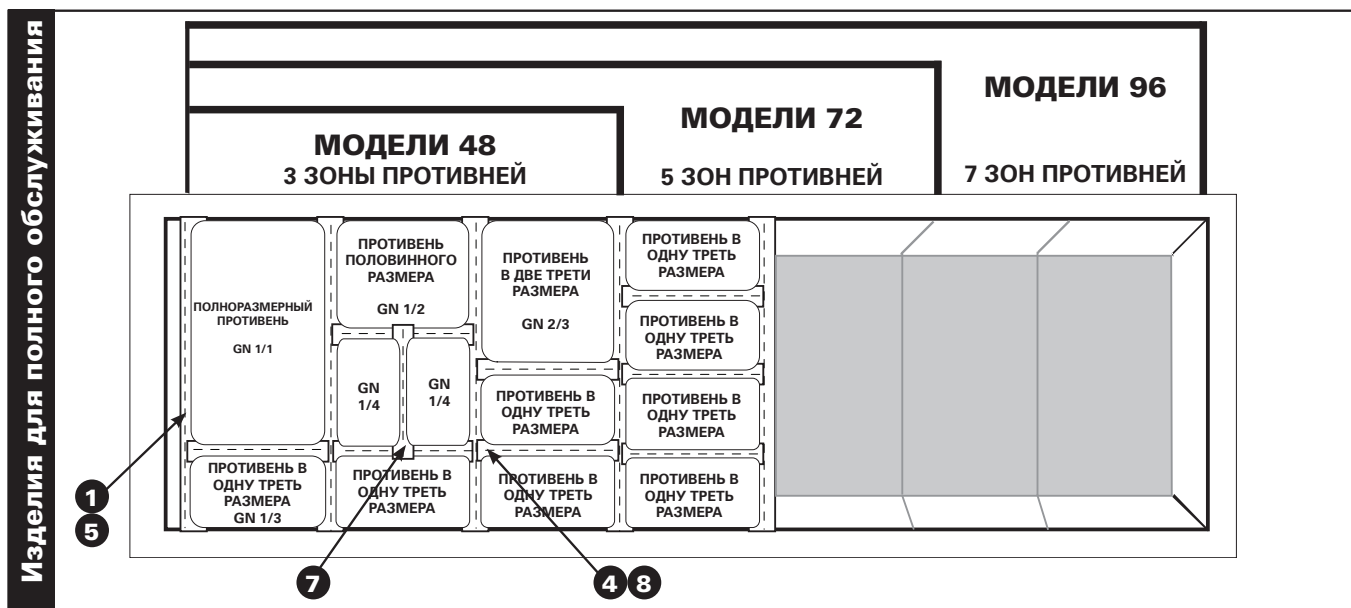 Изделия для полного обслуживания
МОДЕЛИ 48
3 ЗОНЫ ПРОТИВНЕЙ
МОДЕЛИ 72
5 ЗОН ПРОТИВНЕЙ
МОДЕЛИ 96
7 ЗОН ПРОТИВНЕЙ
ПОЛНОРАЗМЕРНЫЙ
ПРОТИВЕНЬ
GN 1/1
ПРОТИВЕНЬ В
ОДНУ ТРЕТЬ
РАЗМЕРА
GN 1/3
ПРОТИВЕНЬ
ПОЛОВИННОГО
РАЗМЕРА
GN 1/2
GN
1/4
GN
1/4
ПРОТИВЕНЬ В
ОДНУ ТРЕТЬ
РАЗМЕРА
ПРОТИВЕНЬ
В ДВЕ ТРЕТИ
РАЗМЕРА
GN 2/3
ПРОТИВЕНЬ В
ОДНУ ТРЕТЬ
РАЗМЕРА
ПРОТИВЕНЬ В
ОДНУ ТРЕТЬ
РАЗМЕРА
ПРОТИВЕНЬ В
ОДНУ ТРЕТЬ
РАЗМЕРА
ПРОТИВЕНЬ В
ОДНУ ТРЕТЬ
РАЗМЕРА
ПРОТИВЕНЬ В
ОДНУ ТРЕТЬ
РАЗМЕРА
ПРОТИВЕНЬ В
ОДНУ ТРЕТЬ
РАЗМЕРА
1
5
7
4 8